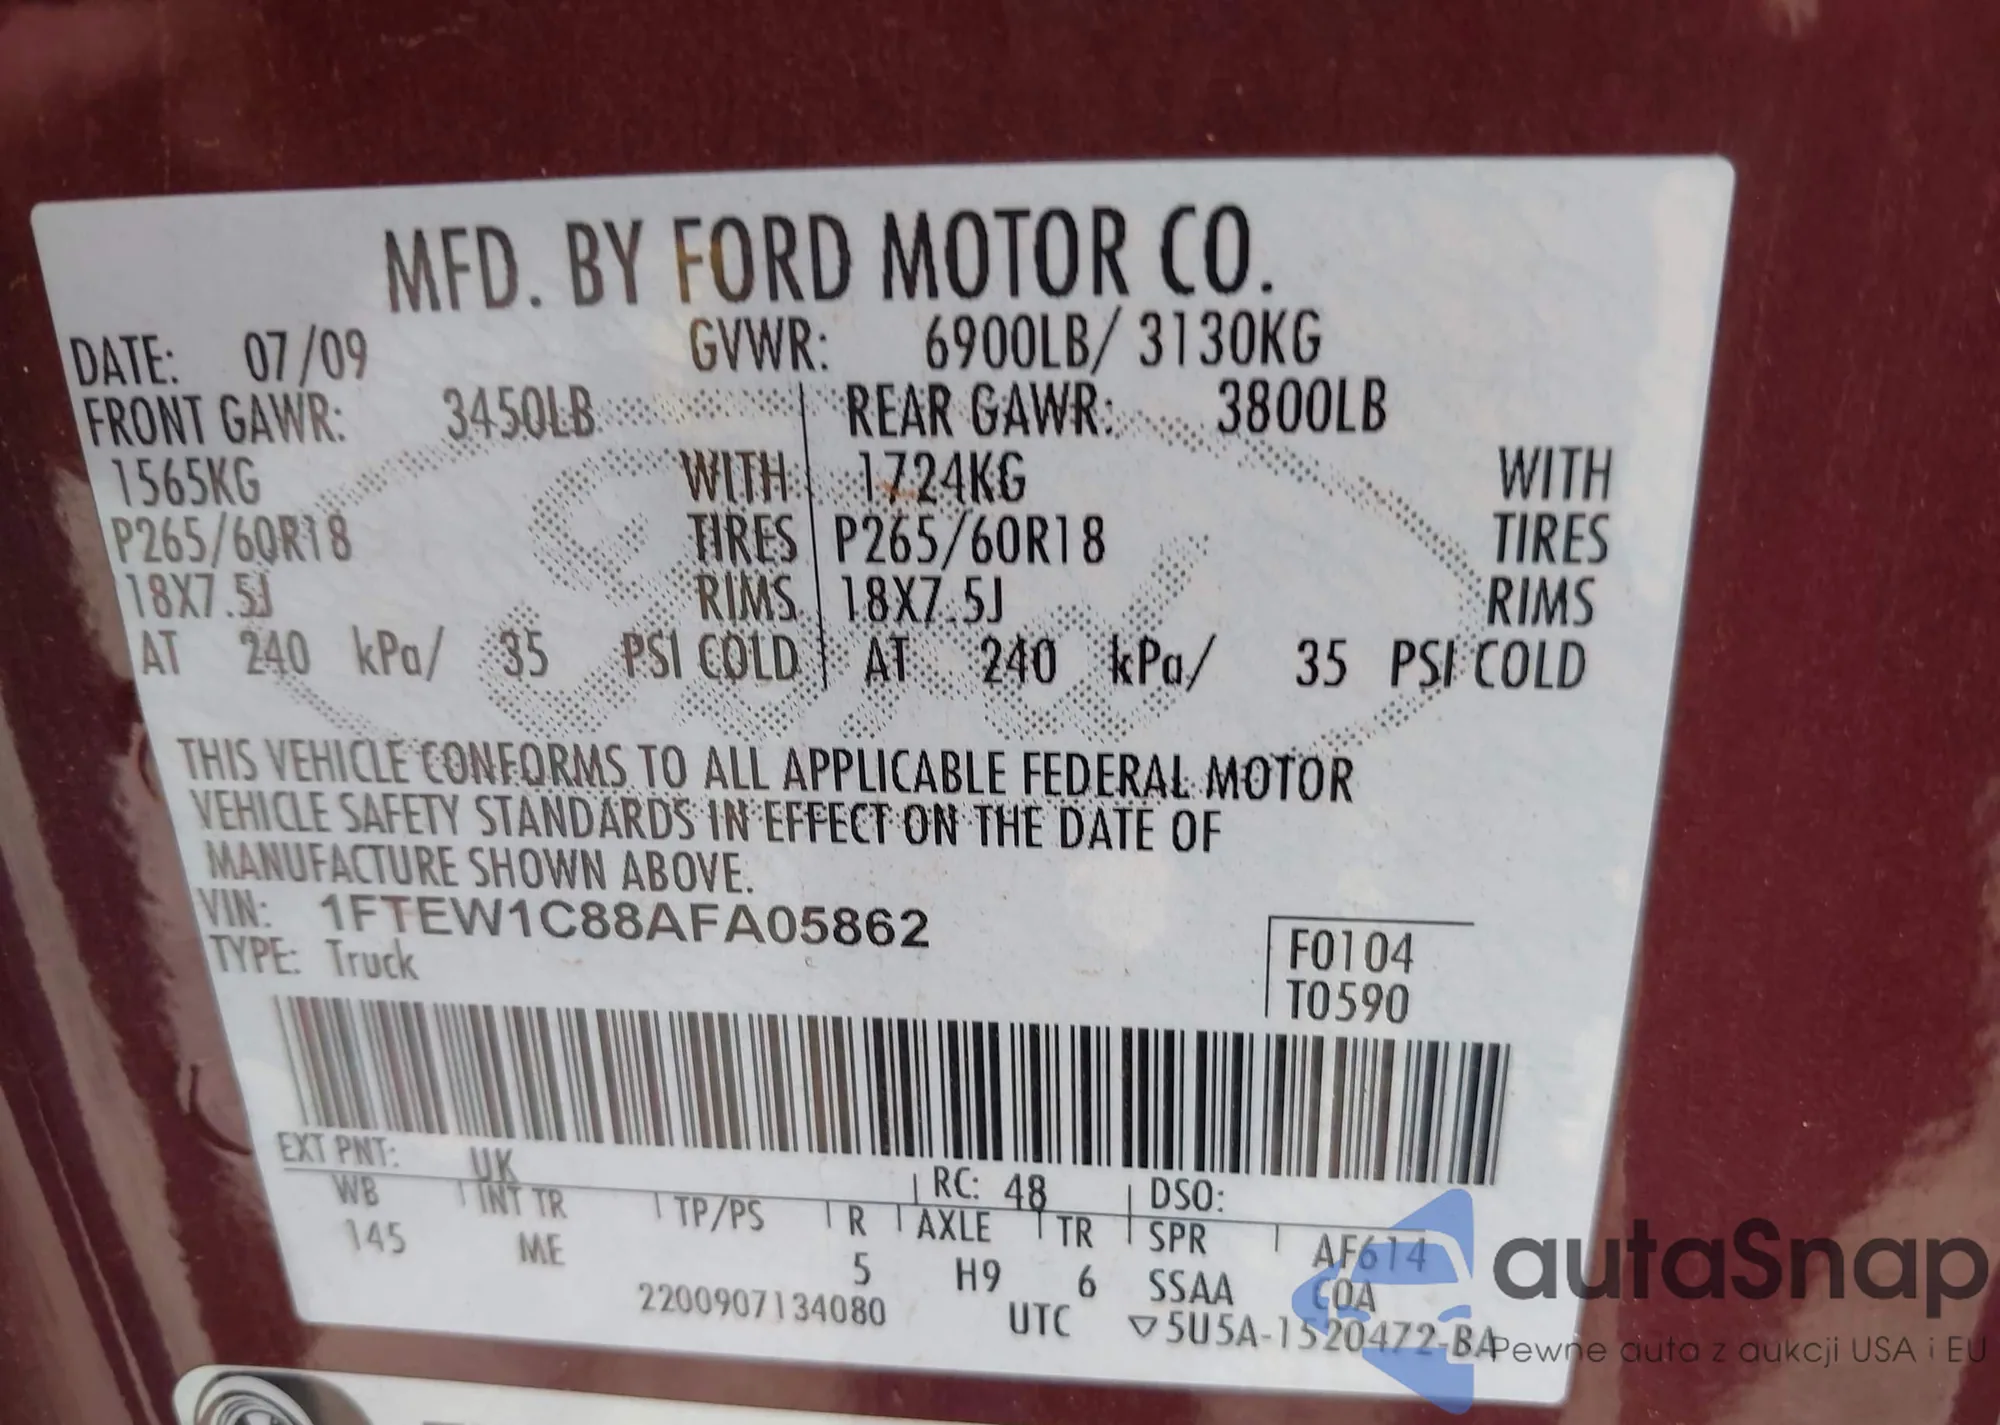 MFD. BY FORD MOTOR CO.
DATE: 07/09 GVWR: 6900LB/ 3130KG
FRONT GAWR: 3450LB REAR GAWR: 3800LB
1565KG WITH 1724KG WITH
P265/60R18 TIRES P265/60R18 TIRES
18X7.5J RIMS 18X7.5J RIMS
AT 240 kPa/ 35 PSI COLD AT 240 kPa/ 35 PSI COLD
THIS VEHICLE CONFORMS TO ALL APPLICABLE FEDERAL MOTOR
VEHICLE SAFETY STANDARDS IN EFFECT ON THE DATE OF
MANUFACTURE SHOWN ABOVE.
VIN: 1FTEW1C88AFA05862
TYPE: Truck
F0104
T0590
EXT PNT: UK RC: 48 DSO:
WB INT TR TP/PS R AXLE TR SPR AF614
145 ME 5 H9 6 SSAA COA
2200907134080 UTC ▽5U5A-1520472-BA
autaSnap
Pewne auta z aukcji USA i EU